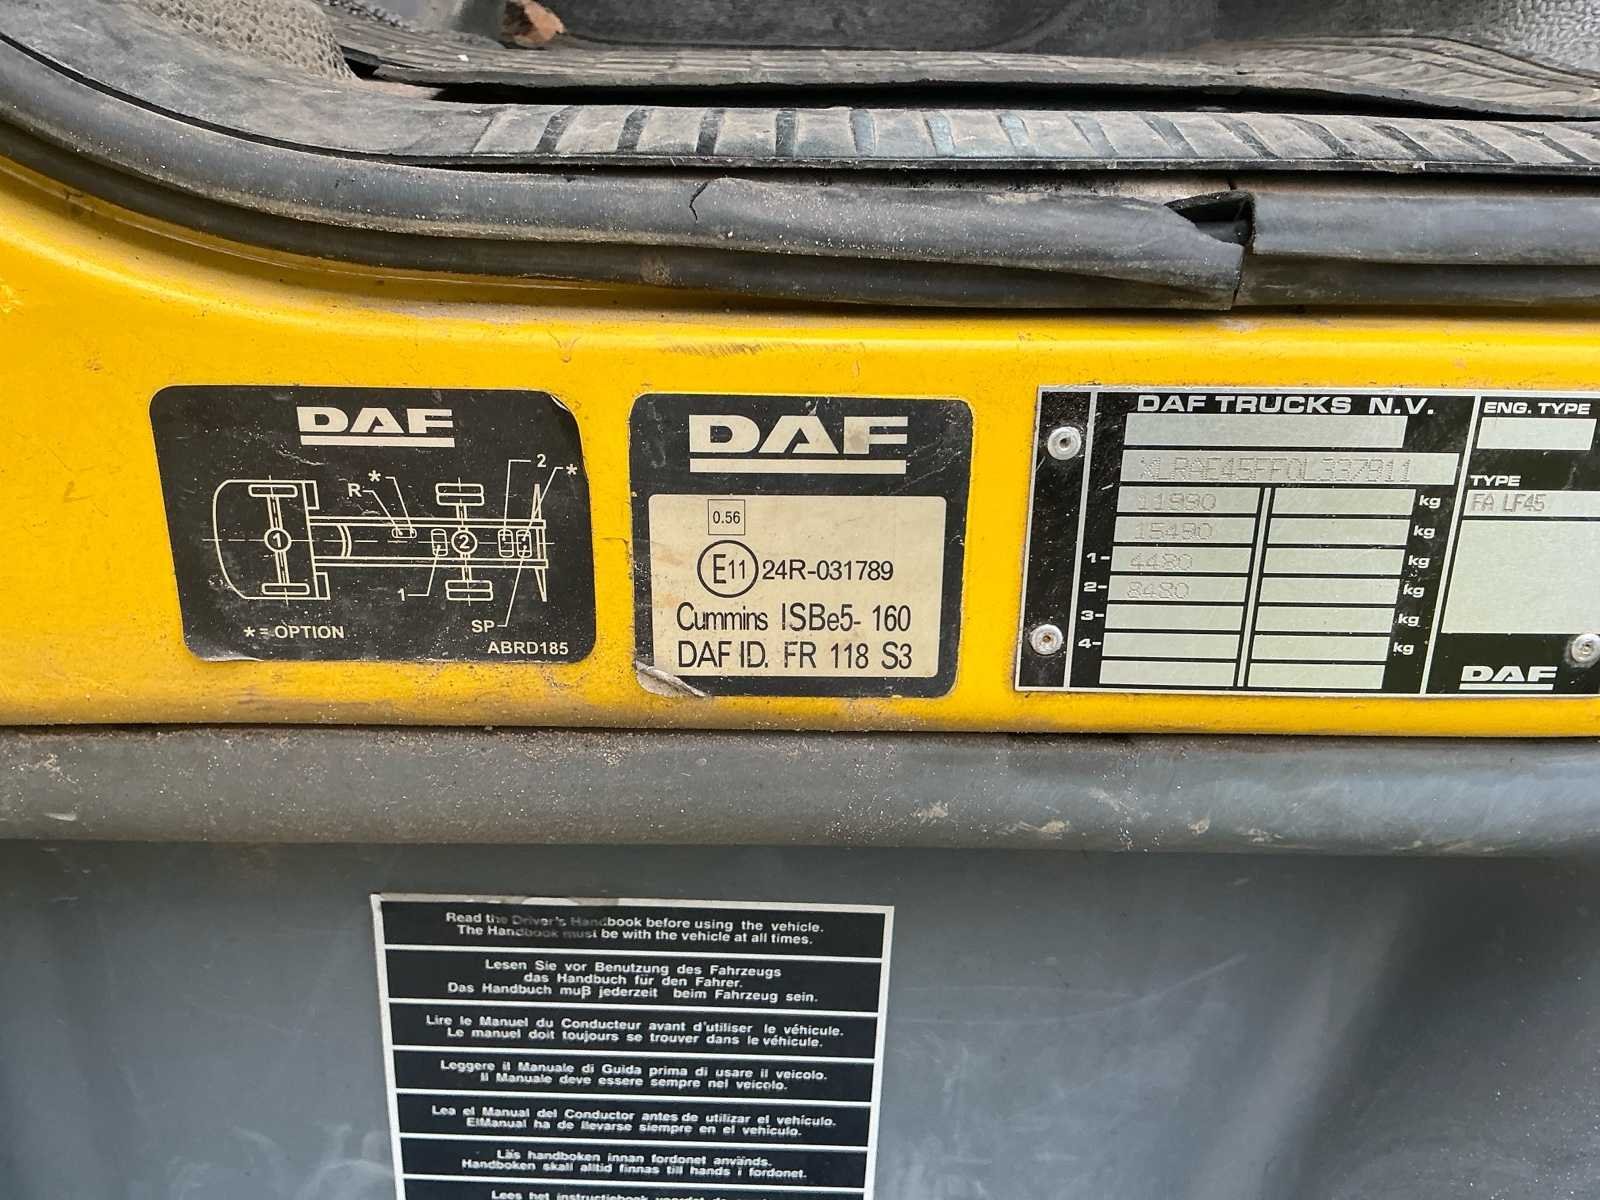 DAF
R
*
2
*
1
2
1
SP
* = OPTION
ABRD185
DAF
0.56
E11 24R-031789
Cummins ISBe5- 160
DAF ID. FR 118 S3
DAF TRUCKS N.V.
XLRAE45FF0L337811
11990 kg
15480 kg
1- 4480 kg
2- 8480 kg
3- kg
4- kg
ENG. TYPE
TYPE
FA LF45
DAF
Read the Driver's Handbook before using the vehicle.
The Handbook must be with the vehicle at all times.
Lesen Sie vor Benutzung des Fahrzeugs
das Handbuch für den Fahrer.
Das Handbuch muß jederzeit beim Fahrzeug sein.
Lire le Manuel du Conducteur avant d'utiliser le véhicule.
Le manuel doit toujours se trouver dans le véhicule.
Leggere il Manuale di Guida prima di usare il veicolo.
Il Manuale deve essere sempre nel veicolo.
Lea el Manual del Conductor antes de utilizar el vehículo.
ElManual ha de llevarse siempre en el vehículo.
Läs handboken innan fordonet används.
Handboken skall alltid finnas till hands i fordonet.
Lees het instructieboek